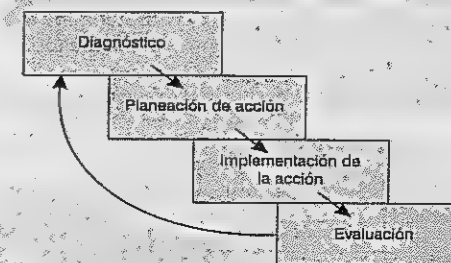 Diagnóstico
Planeación de acción
Implementación de
la acción
Evaluación